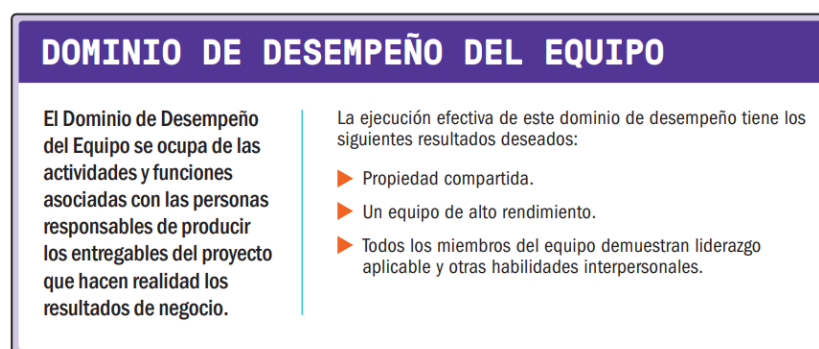 DOMINIO DE DESEMPEÑO DEL EQUIPO
El Dominio de Desempeño
del Equipo se ocupa de las
actividades y funciones
asociadas con las personas
responsables de producir
los entregables del proyecto
que hacen realidad los
resultados de negocio.
La ejecución efectiva de este dominio de desempeño tiene los
siguientes resultados deseados:
Propiedad compartida.
Un equipo de alto rendimiento.
Todos los miembros del equipo demuestran liderazgo
aplicable y otras habilidades interpersonales.